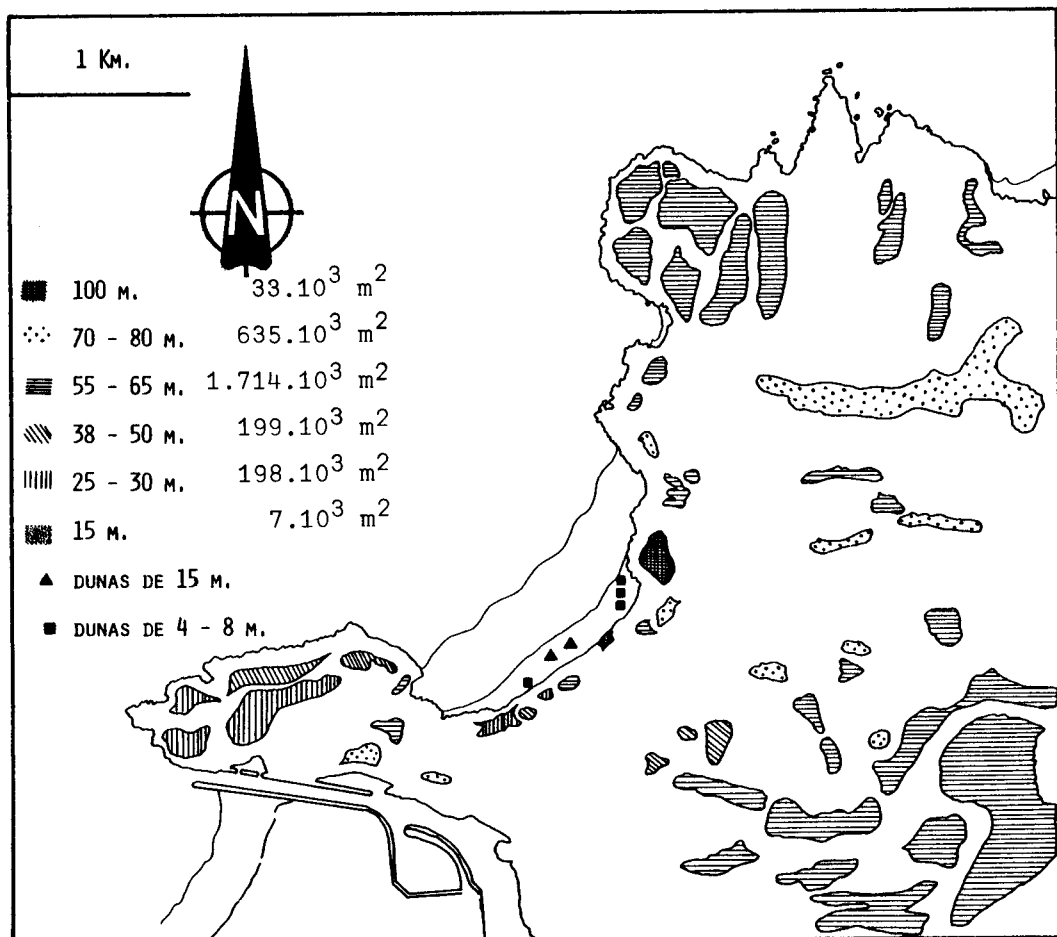 1 Km.
N
100 m. 33.10³ m²
70 - 80 m. 635.10³ m²
55 - 65 m. 1.714.10³ m²
38 - 50 m. 199.10³ m²
25 - 30 m. 198.10³ m²
15 m. 7.10³ m²
DUNAS DE 15 m.
DUNAS DE 4 - 8 m.